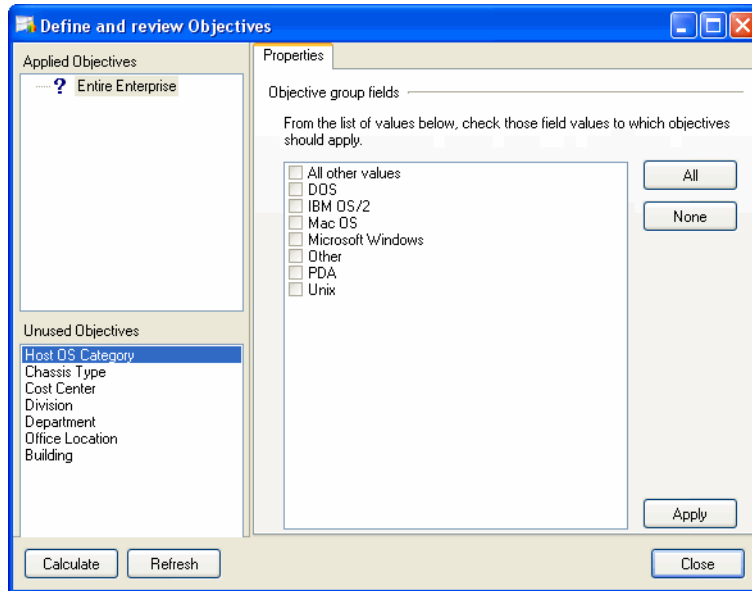 Define and review Objectives
Applied Objectives
? Entire Enterprise
Unused Objectives
Host OS Category
Chassis Type
Cost Center
Division
Department
Office Location
Building
Properties
Objective group fields
From the list of values below, check those field values to which objectives
should apply.
All other values
DOS
IBM OS/2
Mac OS
Microsoft Windows
Other
PDA
Unix
All
None
Apply
Calculate
Refresh
Close